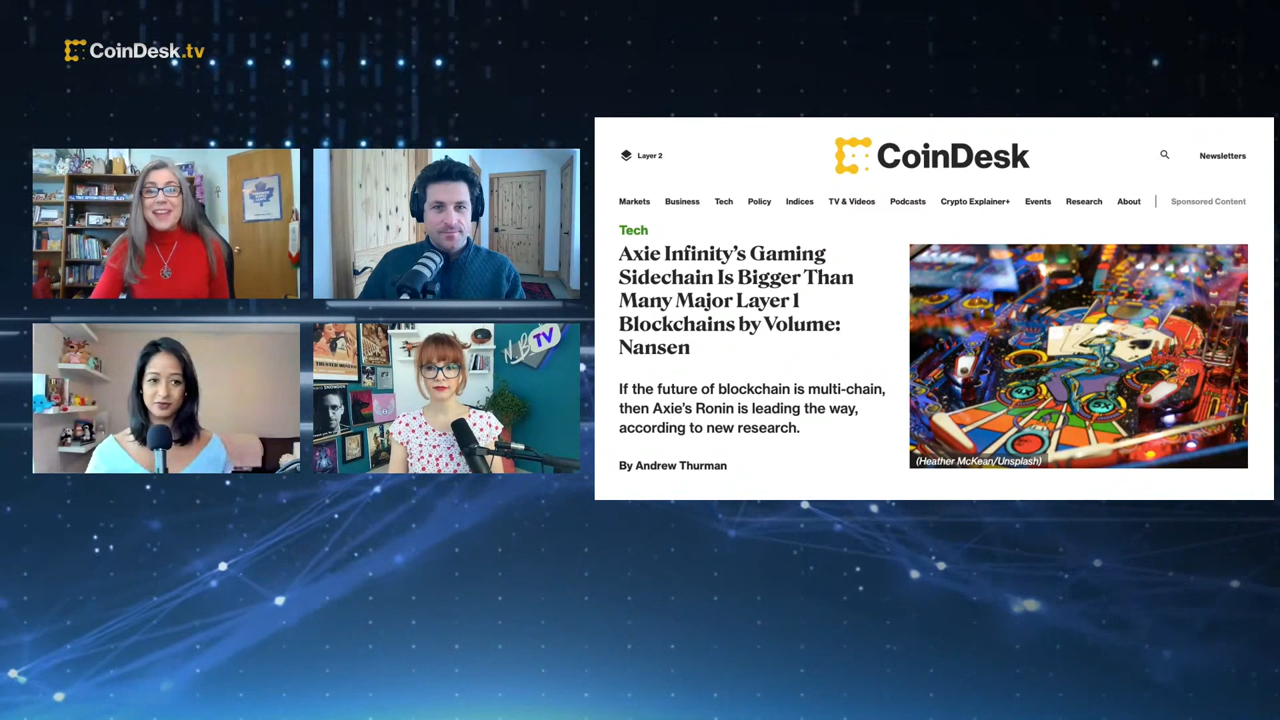 CoinDesk.tv
Layer 2
CoinDesk
Newsletters
Markets Business Tech Policy Indices TV & Videos Podcasts Crypto Explainer+ Events Research About Sponsored Content
Tech
Axie Infinity's Gaming
Sidechain Is Bigger Than
Many Major Layer 1
Blockchains by Volume:
Nansen
If the future of blockchain is multi-chain,
then Axie's Ronin is leading the way,
according to new research.
By Andrew Thurman
(Heather McKean/Unsplash)
NBTV